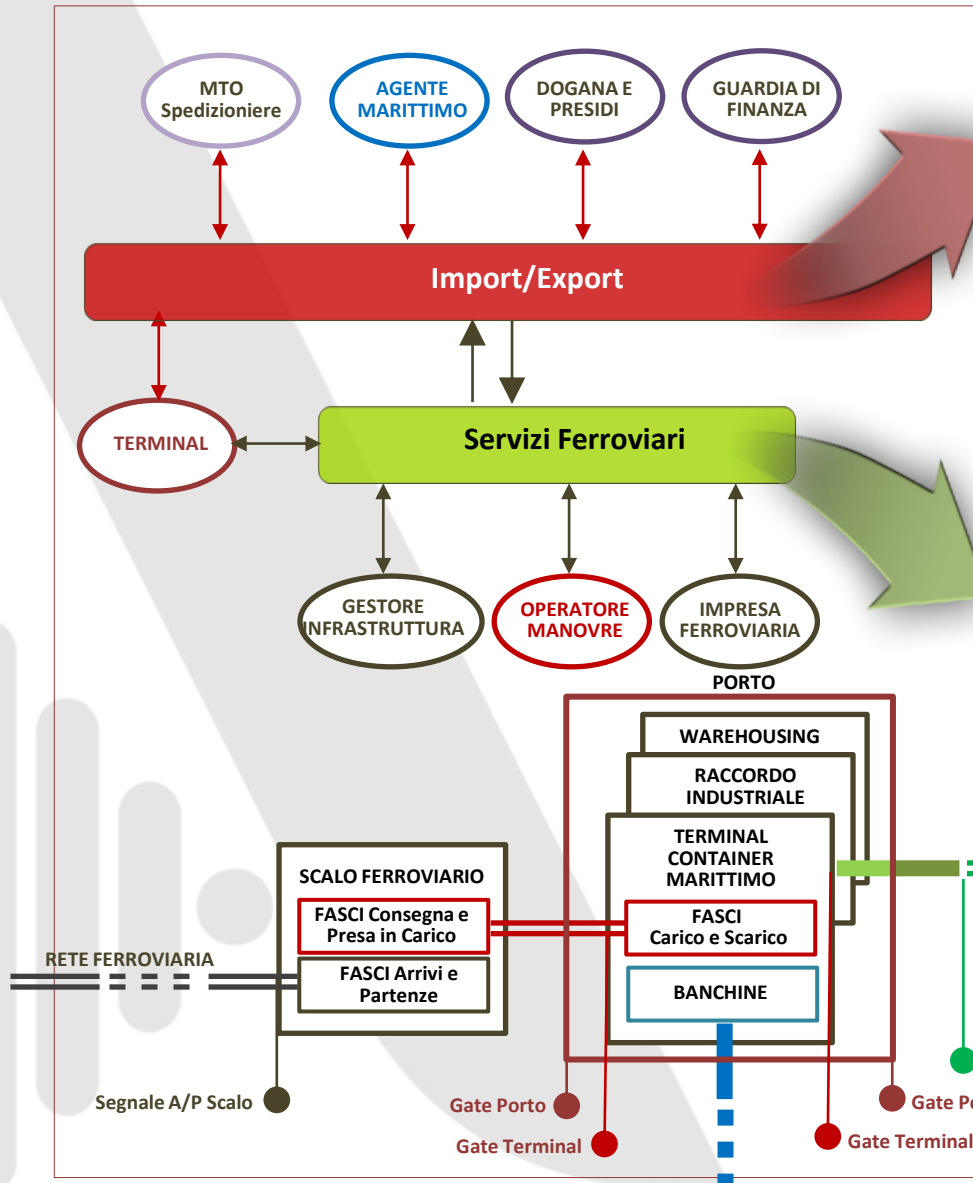 MTO
Spedizioniere
AGENTE
MARITTIMO
DOGANA E
PRESIDI
GUARDIA DI
FINANZA
Import/Export
TERMINAL
Servizi Ferroviari
GESTORE
INFRASTRUTTURA
OPERATORE
MANOVRE
IMPRESA
FERROVIARIA
PORTO
WAREHOUSING
RACCORDO
INDUSTRIALE
TERMINAL
CONTAINER
MARITTIMO
SCALO FERROVIARIO
FASCI Consegna e
Presa in Carico
FASCI
Carico e Scarico
RETE FERROVIARIA
FASCI Arrivi e
Partenze
BANCHINE
Segnale A/P Scalo
Gate Porto
Gate Po
Gate Terminal
Gate Terminal